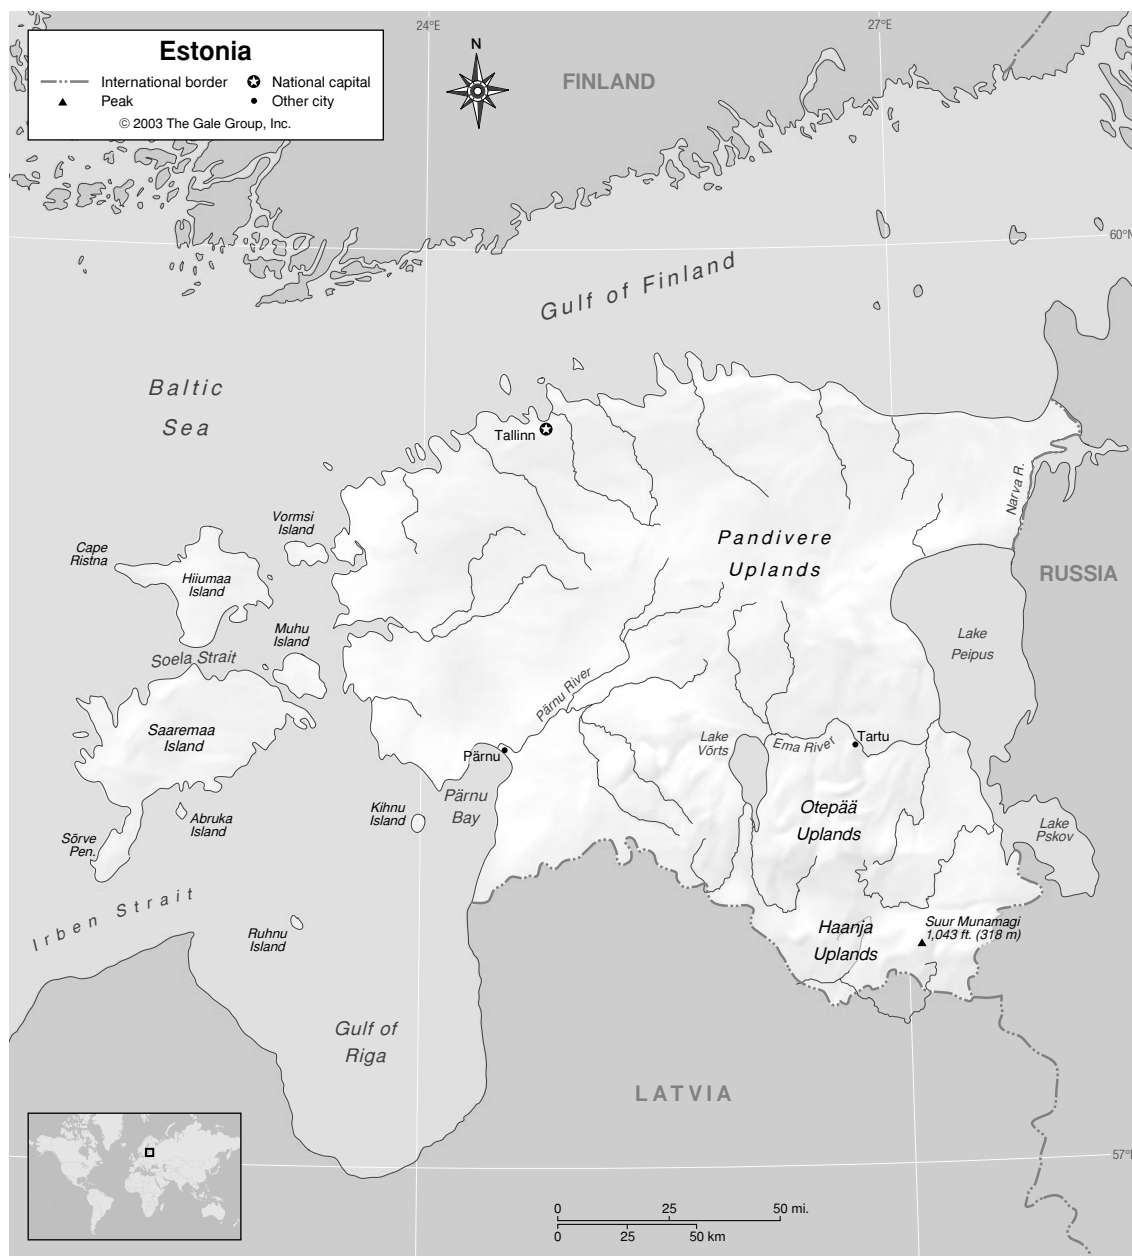 24°E
27°E
Estonia
International border
National capital
Peak
Other city
© 2003 The Gale Group, Inc.
N
FINLAND
60°N
Gulf of Finland
Baltic
Sea
Tallinn
Narva R.
Vormsi
Island
Cape
Ristna
Hiiumaa
Island
Pandivere
Uplands
RUSSIA
Muhu
Island
Soela Strait
Lake
Peipus
Pärnu River
Saaremaa
Island
Pärnu
Lake
Võrts
Ema River
Tartu
Pärnu
Bay
Kihnu
Island
Abruka
Island
Sõrve
Pen.
Otepää
Uplands
Lake
Pskov
Irben Strait
Ruhnu
Island
Haanja
Uplands
Suur Munamagi
1,043 ft. (318 m)
Gulf of
Riga
LATVIA
57°N
0 25 50 mi.
0 25 50 km